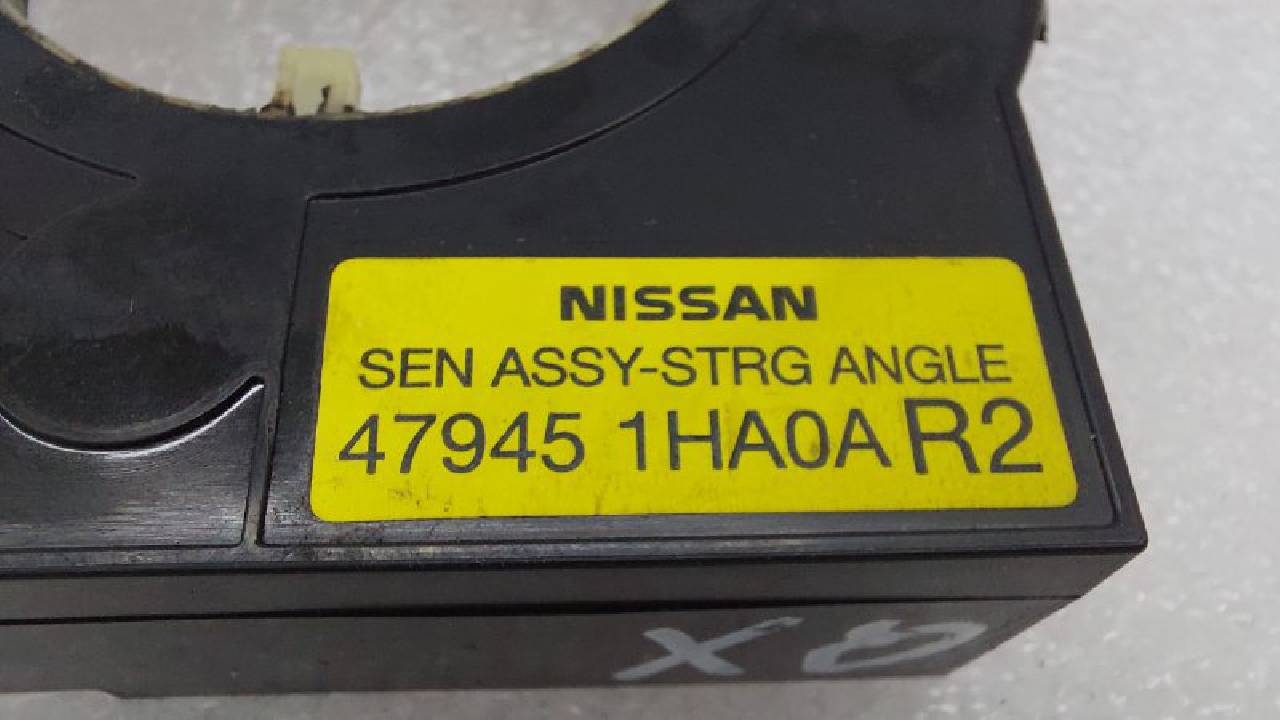 NISSAN
SEN ASSY-STRG ANGLE
47945 1HA0A R2